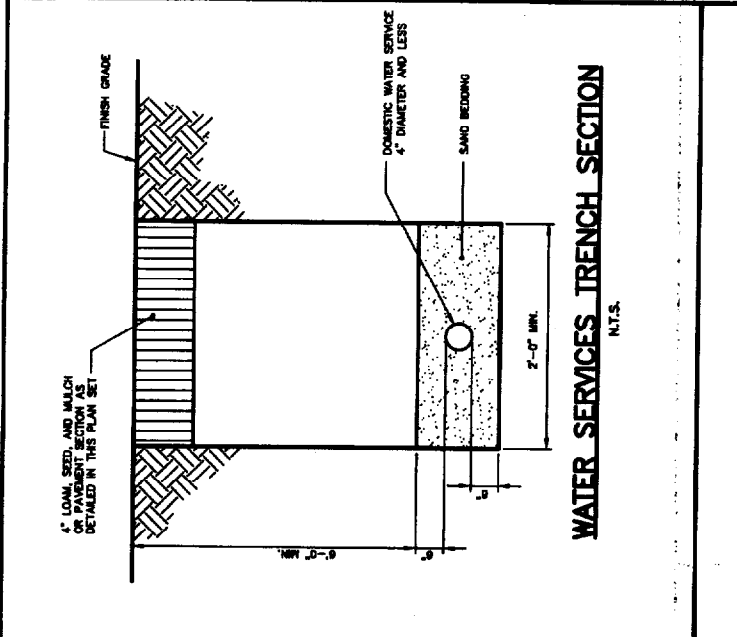 FINISH GRADE
4" LOAM, SEED, AND MULCH
OR PAVEMENT SECTION AS
DETAILED IN THIS PLAN SET
DOMESTIC WATER SERVICE
4" DIAMETER AND LESS
SAND BEDDING
6'-0" MIN.
6"
6"
2'-0" MIN.
WATER SERVICES TRENCH SECTION
N.T.S.